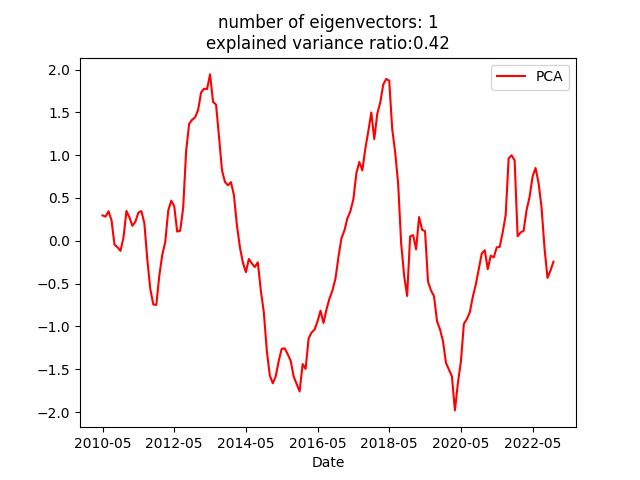 number of eigenvectors: 1
explained variance ratio:0.42
PCA
2.0
1.5
1.0
0.5
0.0
−0.5
−1.0
−1.5
−2.0
2010-05 2012-05 2014-05 2016-05 2018-05 2020-05 2022-05
Date